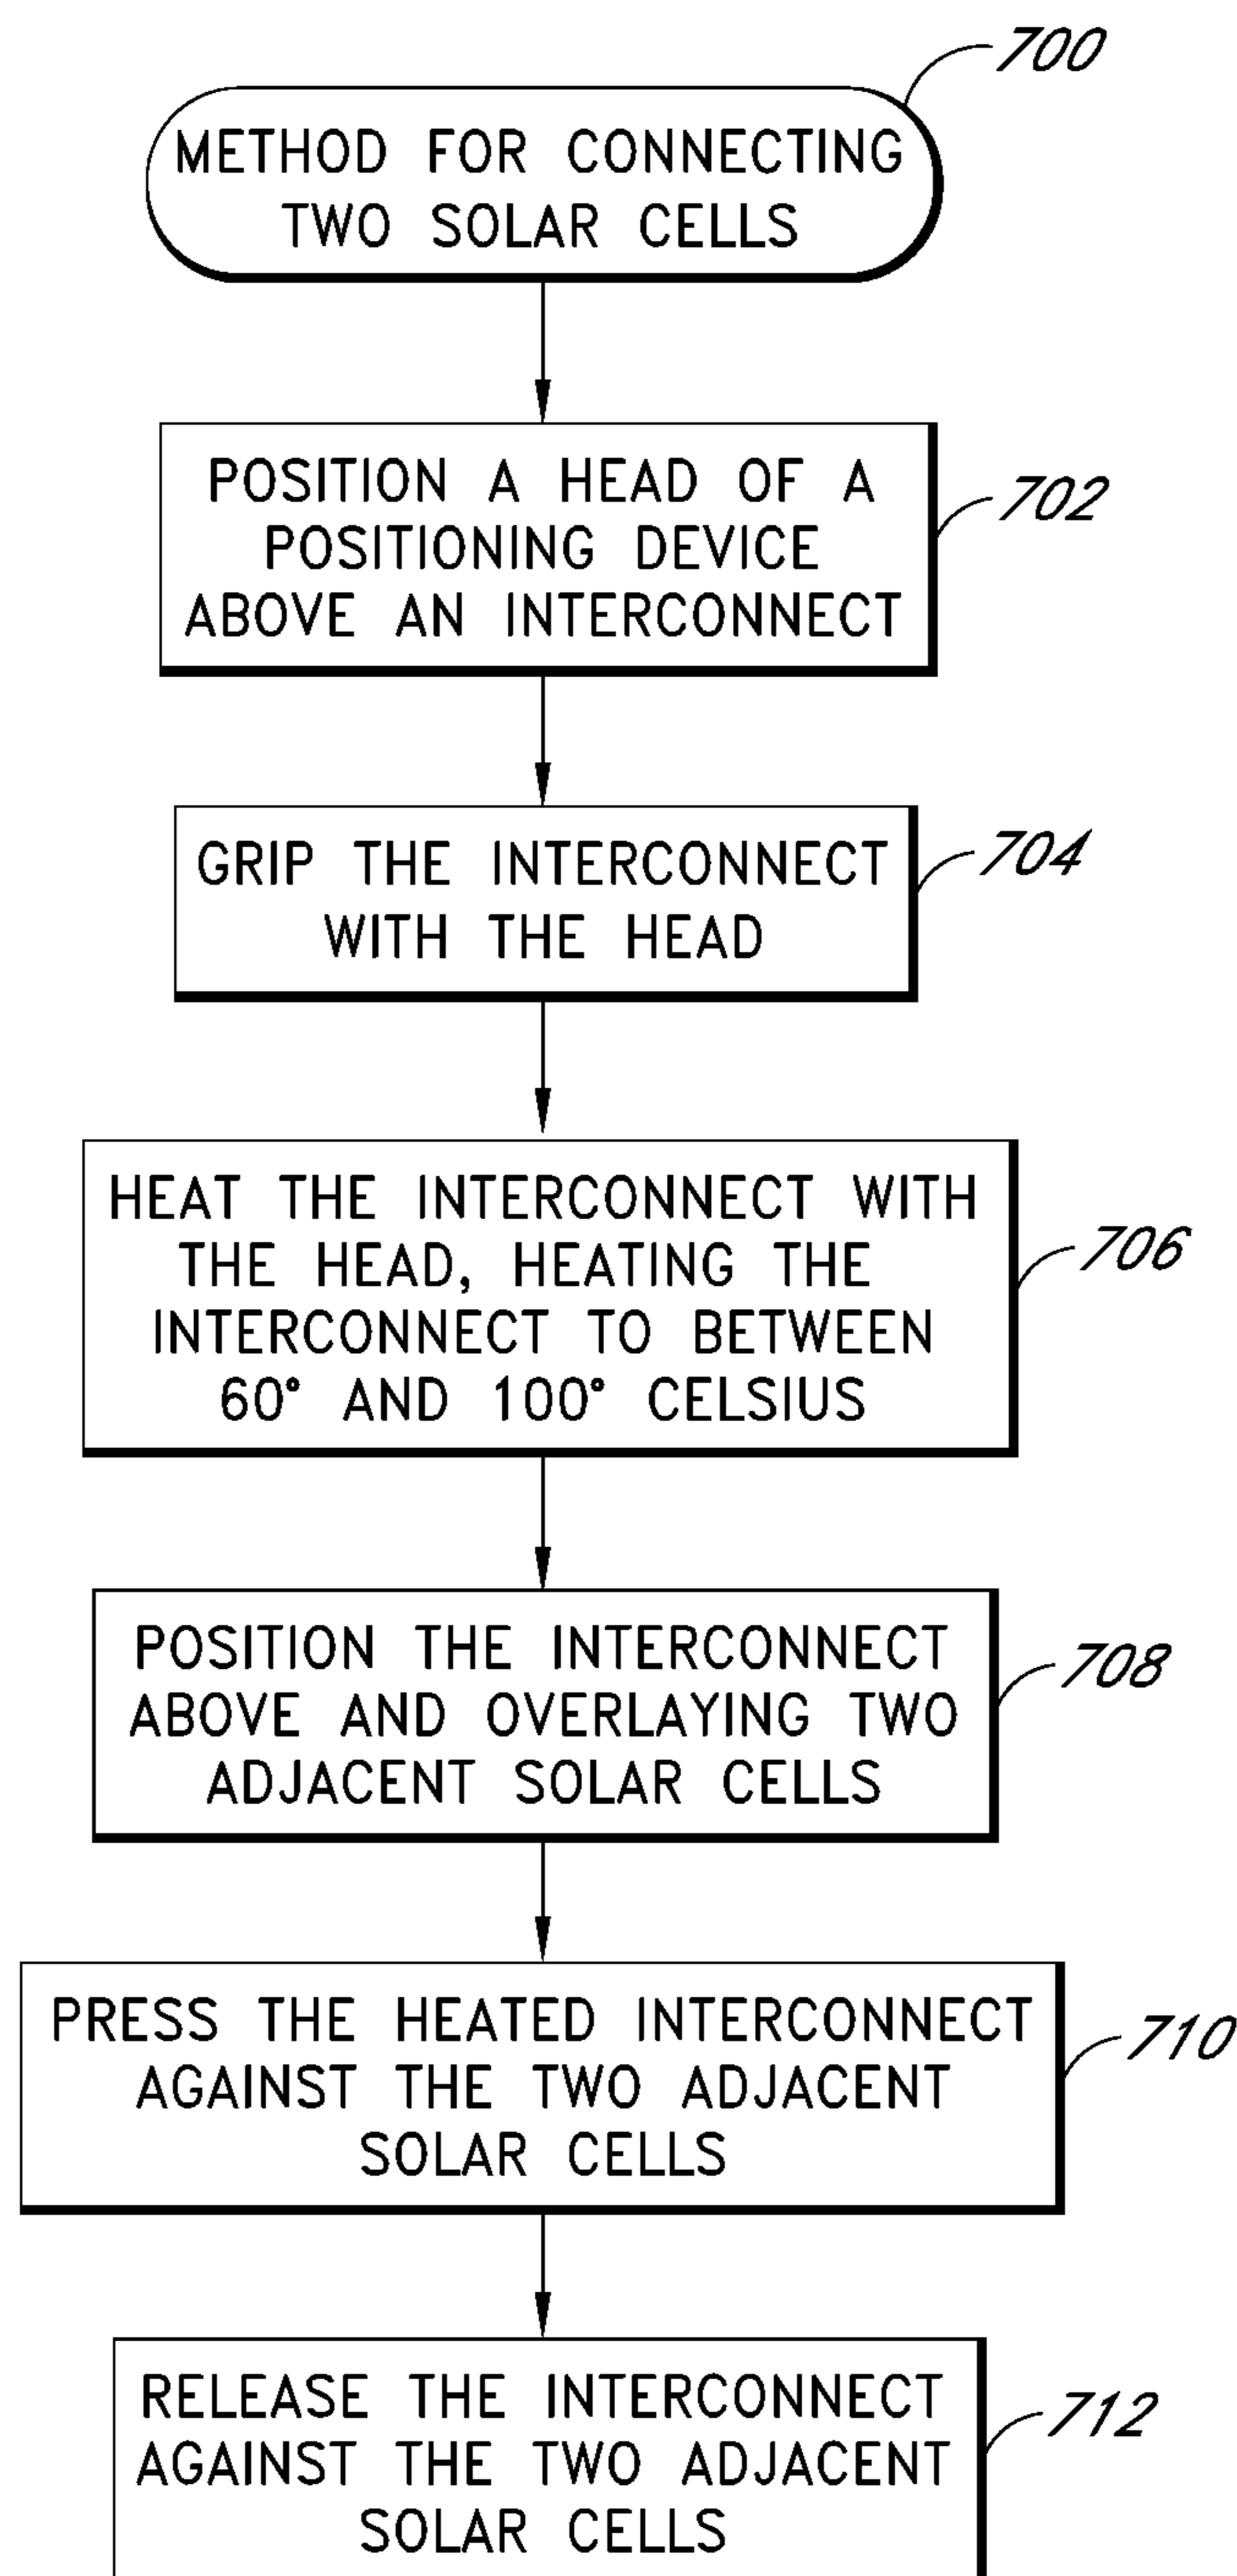 700
METHOD FOR CONNECTING
TWO SOLAR CELLS
POSITION A HEAD OF A
POSITIONING DEVICE
ABOVE AN INTERCONNECT
702
GRIP THE INTERCONNECT
WITH THE HEAD
704
HEAT THE INTERCONNECT WITH
THE HEAD, HEATING THE
INTERCONNECT TO BETWEEN
60° AND 100° CELSIUS
706
POSITION THE INTERCONNECT
ABOVE AND OVERLAYING TWO
ADJACENT SOLAR CELLS
708
PRESS THE HEATED INTERCONNECT
AGAINST THE TWO ADJACENT
SOLAR CELLS
710
RELEASE THE INTERCONNECT
AGAINST THE TWO ADJACENT
SOLAR CELLS
712